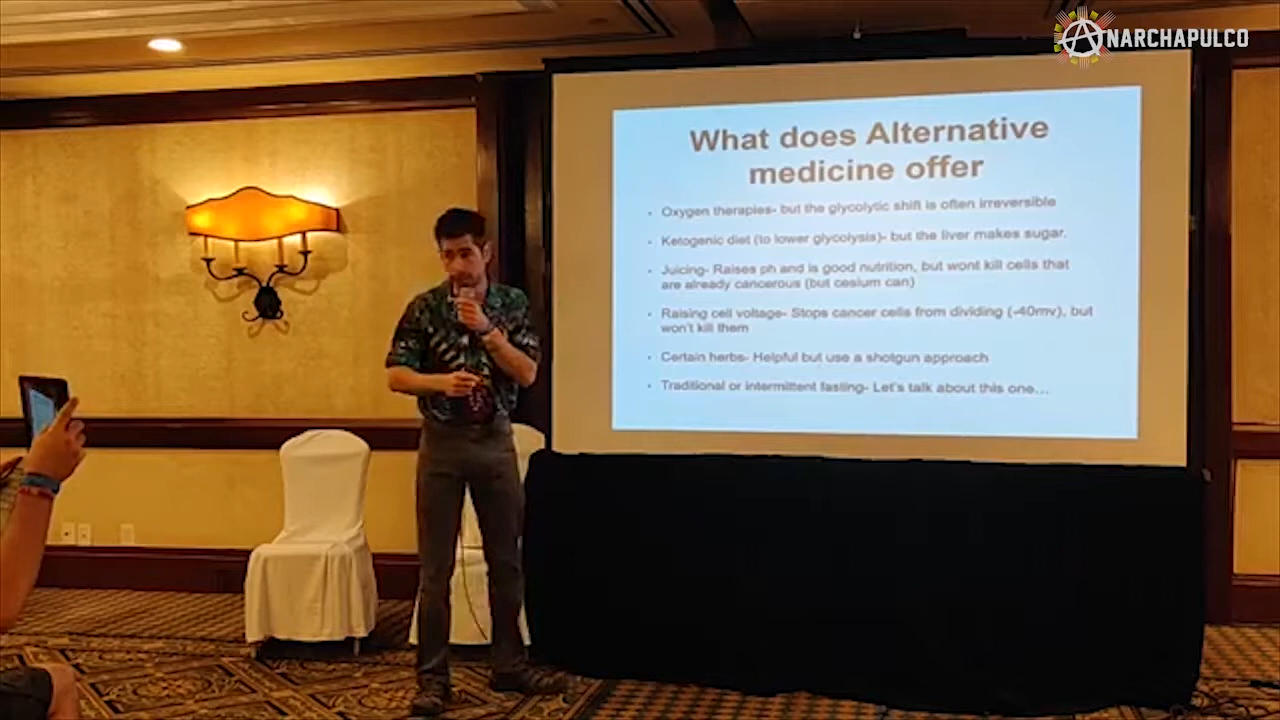 ANARCHAPULCO
What does Alternative
medicine offer
• Oxygen therapies- but the glycolytic shift is often irreversible
• Ketogenic diet (to lower glycolysis)- but the liver makes sugar.
• Juicing- Raises ph and is good nutrition, but wont kill cells that
are already cancerous (but cesium can)
• Raising cell voltage- Stops cancer cells from dividing (-40mv), but
won't kill them
• Certain herbs- Helpful but use a shotgun approach
• Traditional or intermittent fasting- Let's talk about this one...